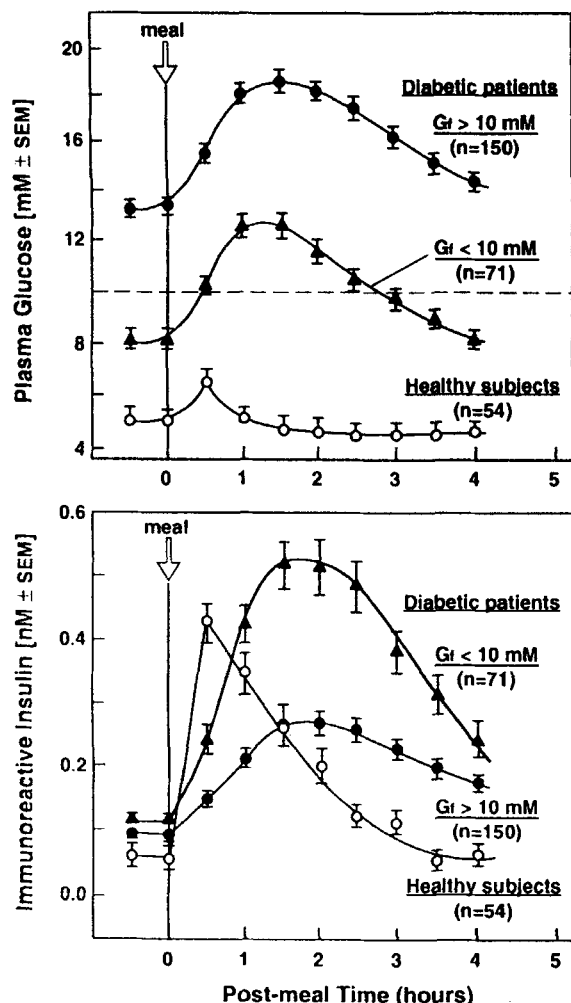 meal
20
16
12
8
4
Plasma Glucose [mM ± SEM]
Diabetic patients
Gf > 10 mM
(n=150)
Gf < 10 mM
(n=71)
Healthy subjects
(n=54)
0 1 2 3 4 5
meal
0.6
0.4
0.2
0.0
Immunoreactive Insulin [nM ± SEM]
Diabetic patients
Gf < 10 mM
(n=71)
Gf > 10 mM
(n=150)
Healthy subjects
(n=54)
0 1 2 3 4 5
Post-meal Time (hours)